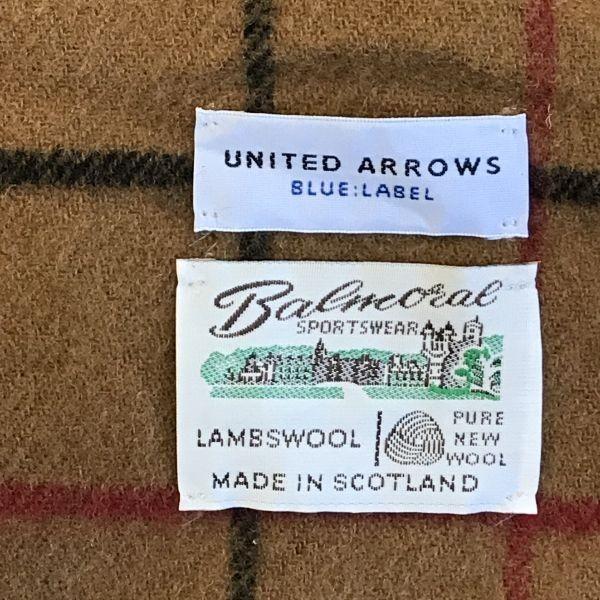 UNITED ARROWS
BLUE:LABEL
Balmoral
SPORTSWEAR
LAMBSWOOL
PURE
NEW
WOOL
MADE IN SCOTLAND